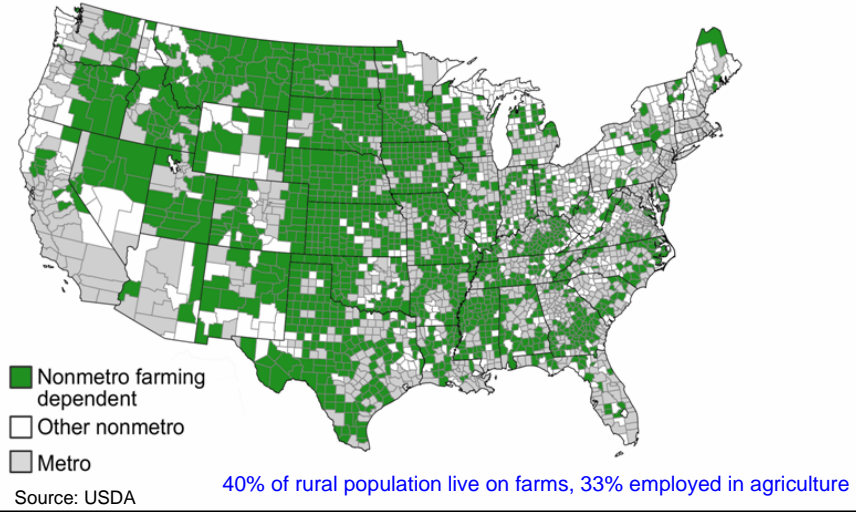 Nonmetro farming
dependent
Other nonmetro
Metro
40% of rural population live on farms, 33% employed in agriculture
Source: USDA